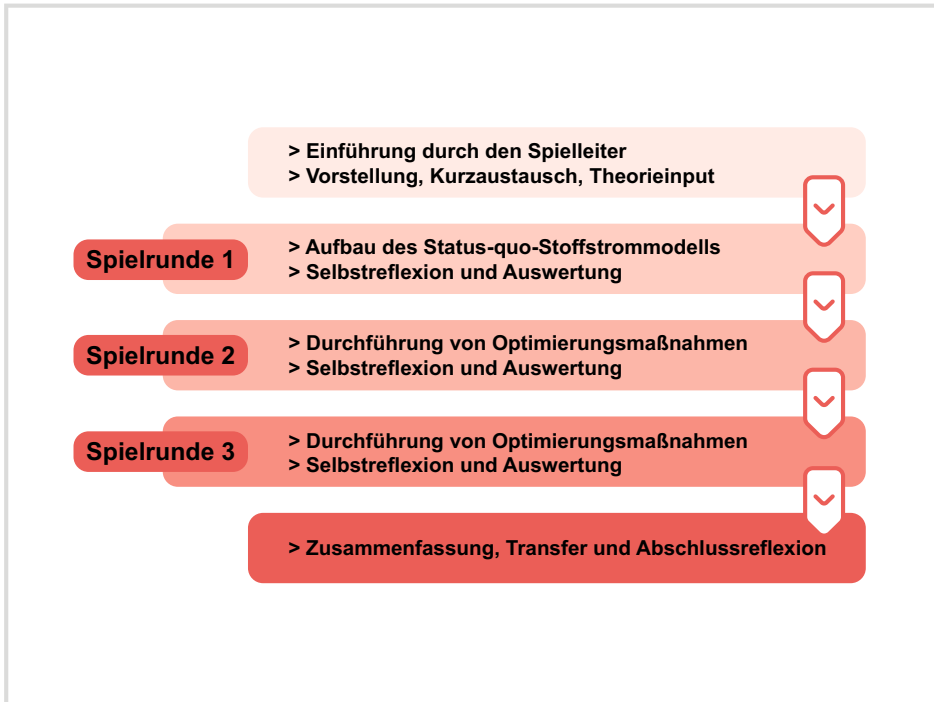 > Einführung durch den Spielleiter
> Vorstellung, Kurzaustausch, Theorieinput
Spielrunde 1
> Aufbau des Status-quo-Stoffstrommodells
> Selbstreflexion und Auswertung
Spielrunde 2
> Durchführung von Optimierungsmaßnahmen
> Selbstreflexion und Auswertung
Spielrunde 3
> Durchführung von Optimierungsmaßnahmen
> Selbstreflexion und Auswertung
> Zusammenfassung, Transfer und Abschlussreflexion